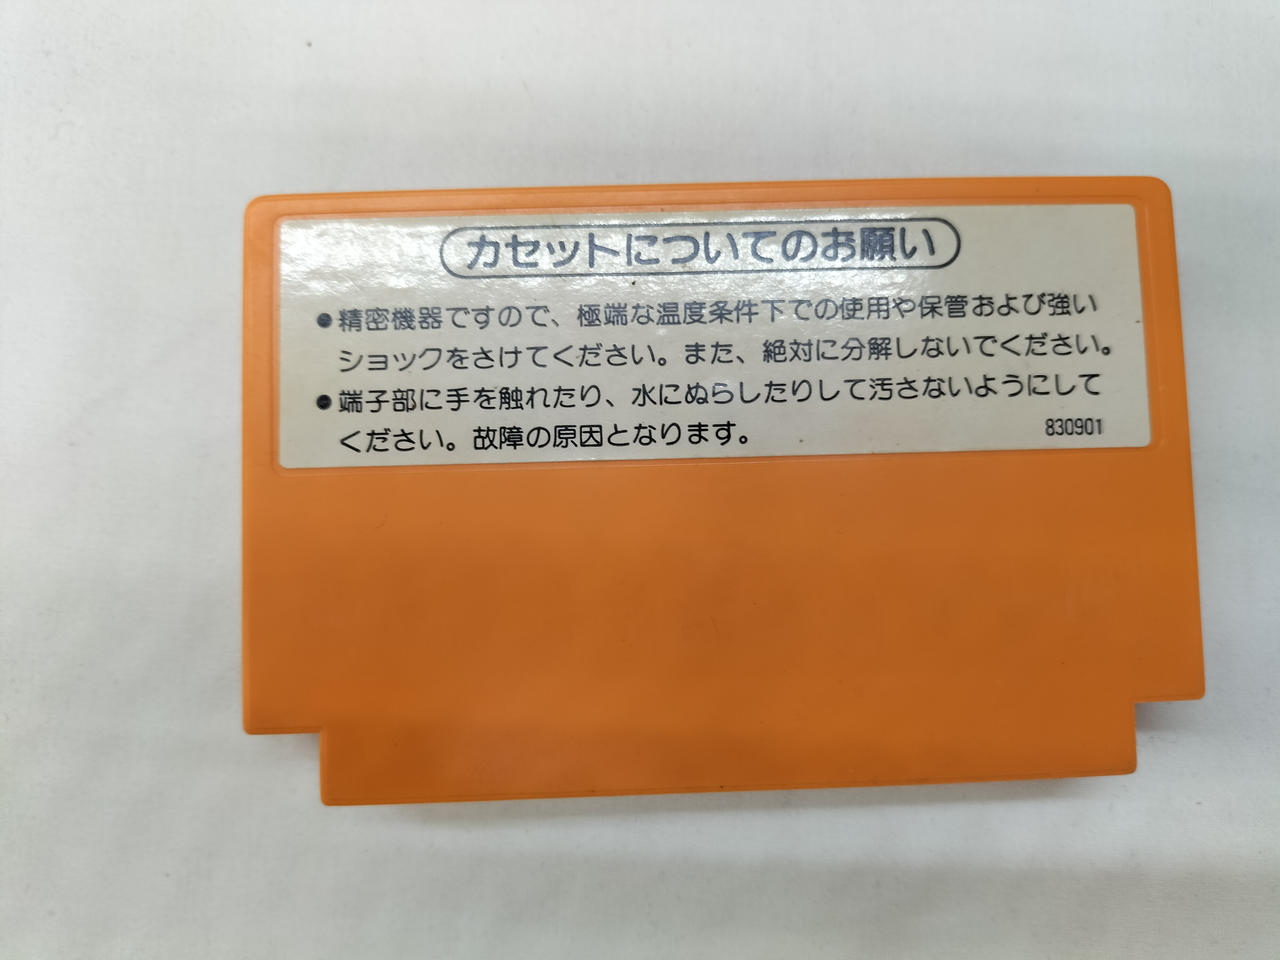 カセットについてのお願い
●精密機器ですので、極端な温度条件下での使用や保管および強い
ショックをさけてください。また、絶対に分解しないでください。
●端子部に手を触れたり、水にぬらしたりして汚さないようにして
ください。故障の原因となります。
830901